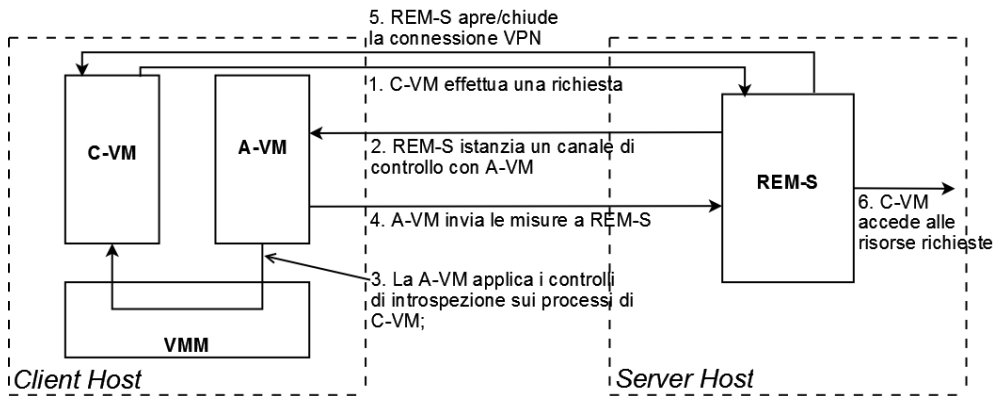 5. REM-S apre/chiude
la connessione VPN
1. C-VM effettua una richiesta
C-VM
A-VM
2. REM-S istanzia un canale di
controllo con A-VM
REM-S
4. A-VM invia le misure a REM-S
6. C-VM
accede alle
risorse richieste
3. La A-VM applica i controlli
di introspezione sui processi di
C-VM;
VMM
Client Host
Server Host